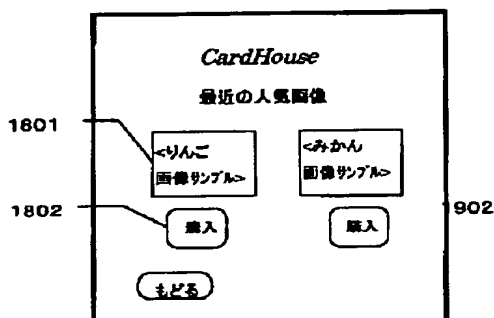 CardHouse
最近の人気画像
1801
<りんご
画像サンプル>
<みかん
画像サンプル>
1802
購入
購入
1902
もどる